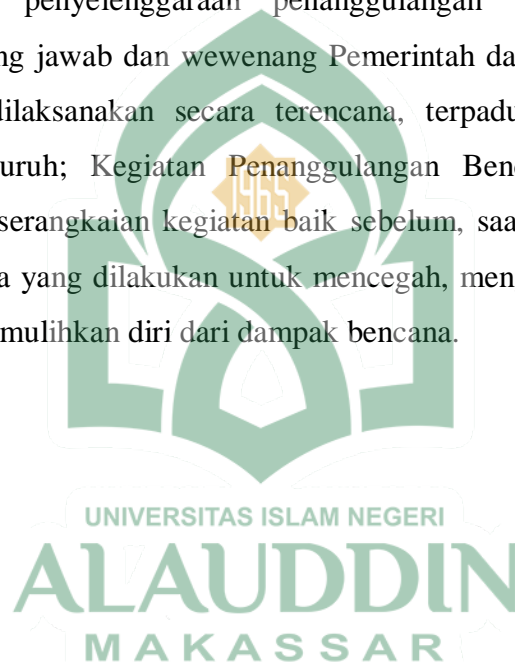 penyelenggaraan penanggulangan
ng jawab dan wewenang Pemerintah da
dilaksanakan secara terencana, terpadu
uruh; Kegiatan Penanggulangan Ben
serangkaian kegiatan baik sebelum, saa
a yang dilakukan untuk mencegah, men
mulihkan diri dari dampak bencana.
1965
UNIVERSITAS ISLAM NEGERI
ALAUDDIN
MAKASSAR